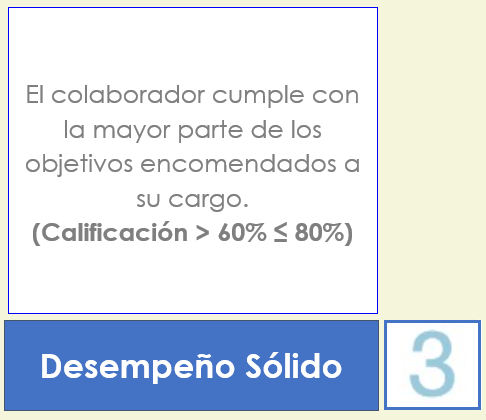 El colaborador cumple con
la mayor parte de los
objetivos encomendados a
su cargo.
(Calificación > 60% ≤ 80%)
Desempeño Sólido
3